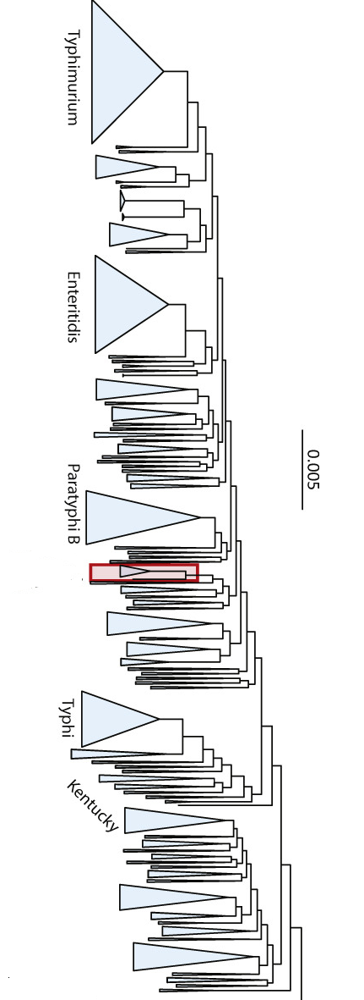 Typhimurium
Enteritidis
0.005
Paratyphi B
Typhi
Kentucky